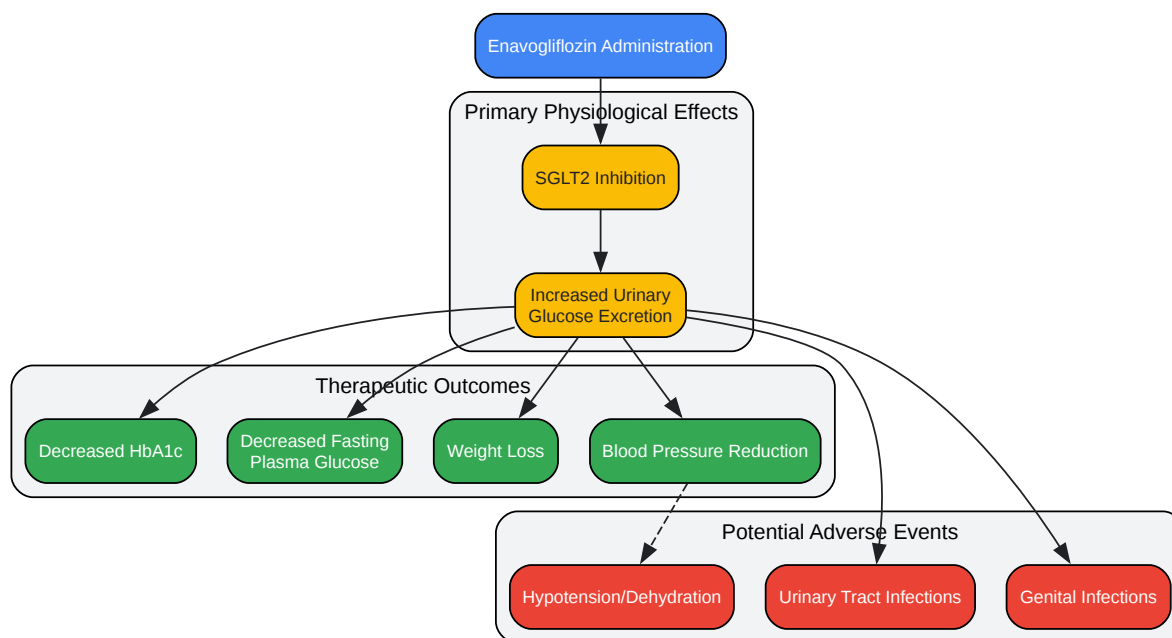 Enavogliflozin Administration
Primary Physiological Effects
SGLT2 Inhibition
Increased Urinary
Glucose Excretion
Therapeutic Outcomes
Decreased HbA1c
Decreased Fasting
Plasma Glucose
Weight Loss
Blood Pressure Reduction
Potential Adverse Events
Hypotension/Dehydration
Urinary Tract Infections
Genital Infections